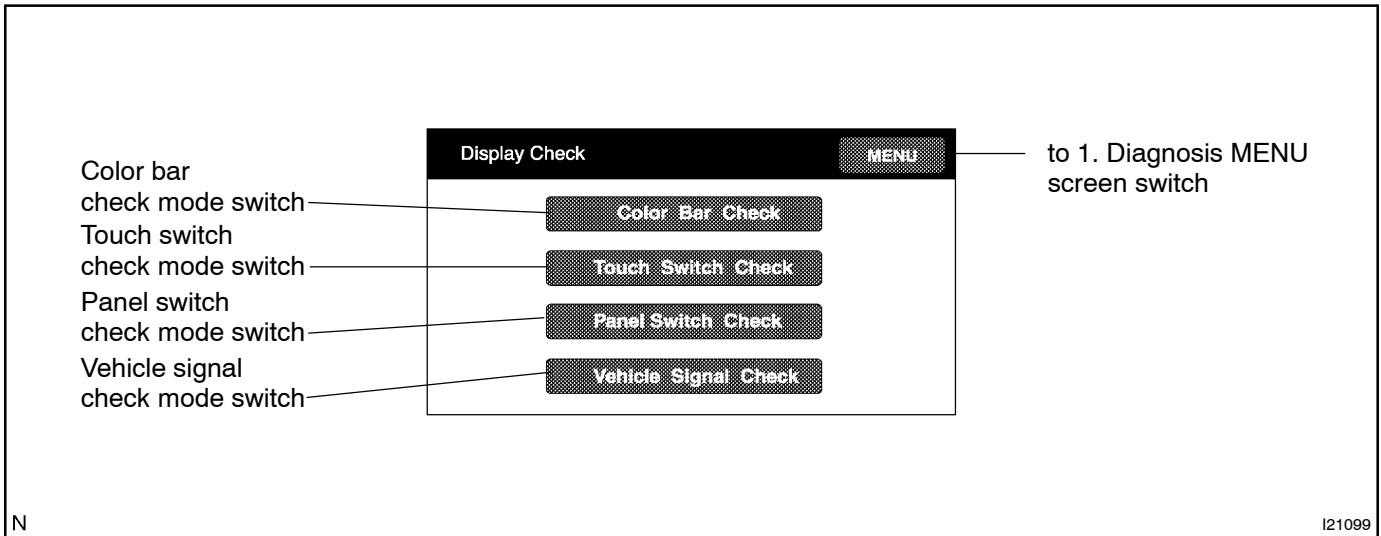 Display Check
MENU
to 1. Diagnosis MENU
screen switch
Color bar
check mode switch
Color Bar Check
Touch switch
check mode switch
Touch Switch Check
Panel switch
check mode switch
Panel Switch Check
Vehicle signal
check mode switch
Vehicle Signal Check
N
I21099